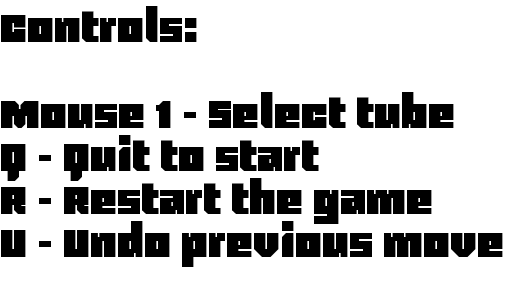 Controls:
Mouse 1 - Select tube
Q - Quit to start
R - Restart the game
U - Undo previous move